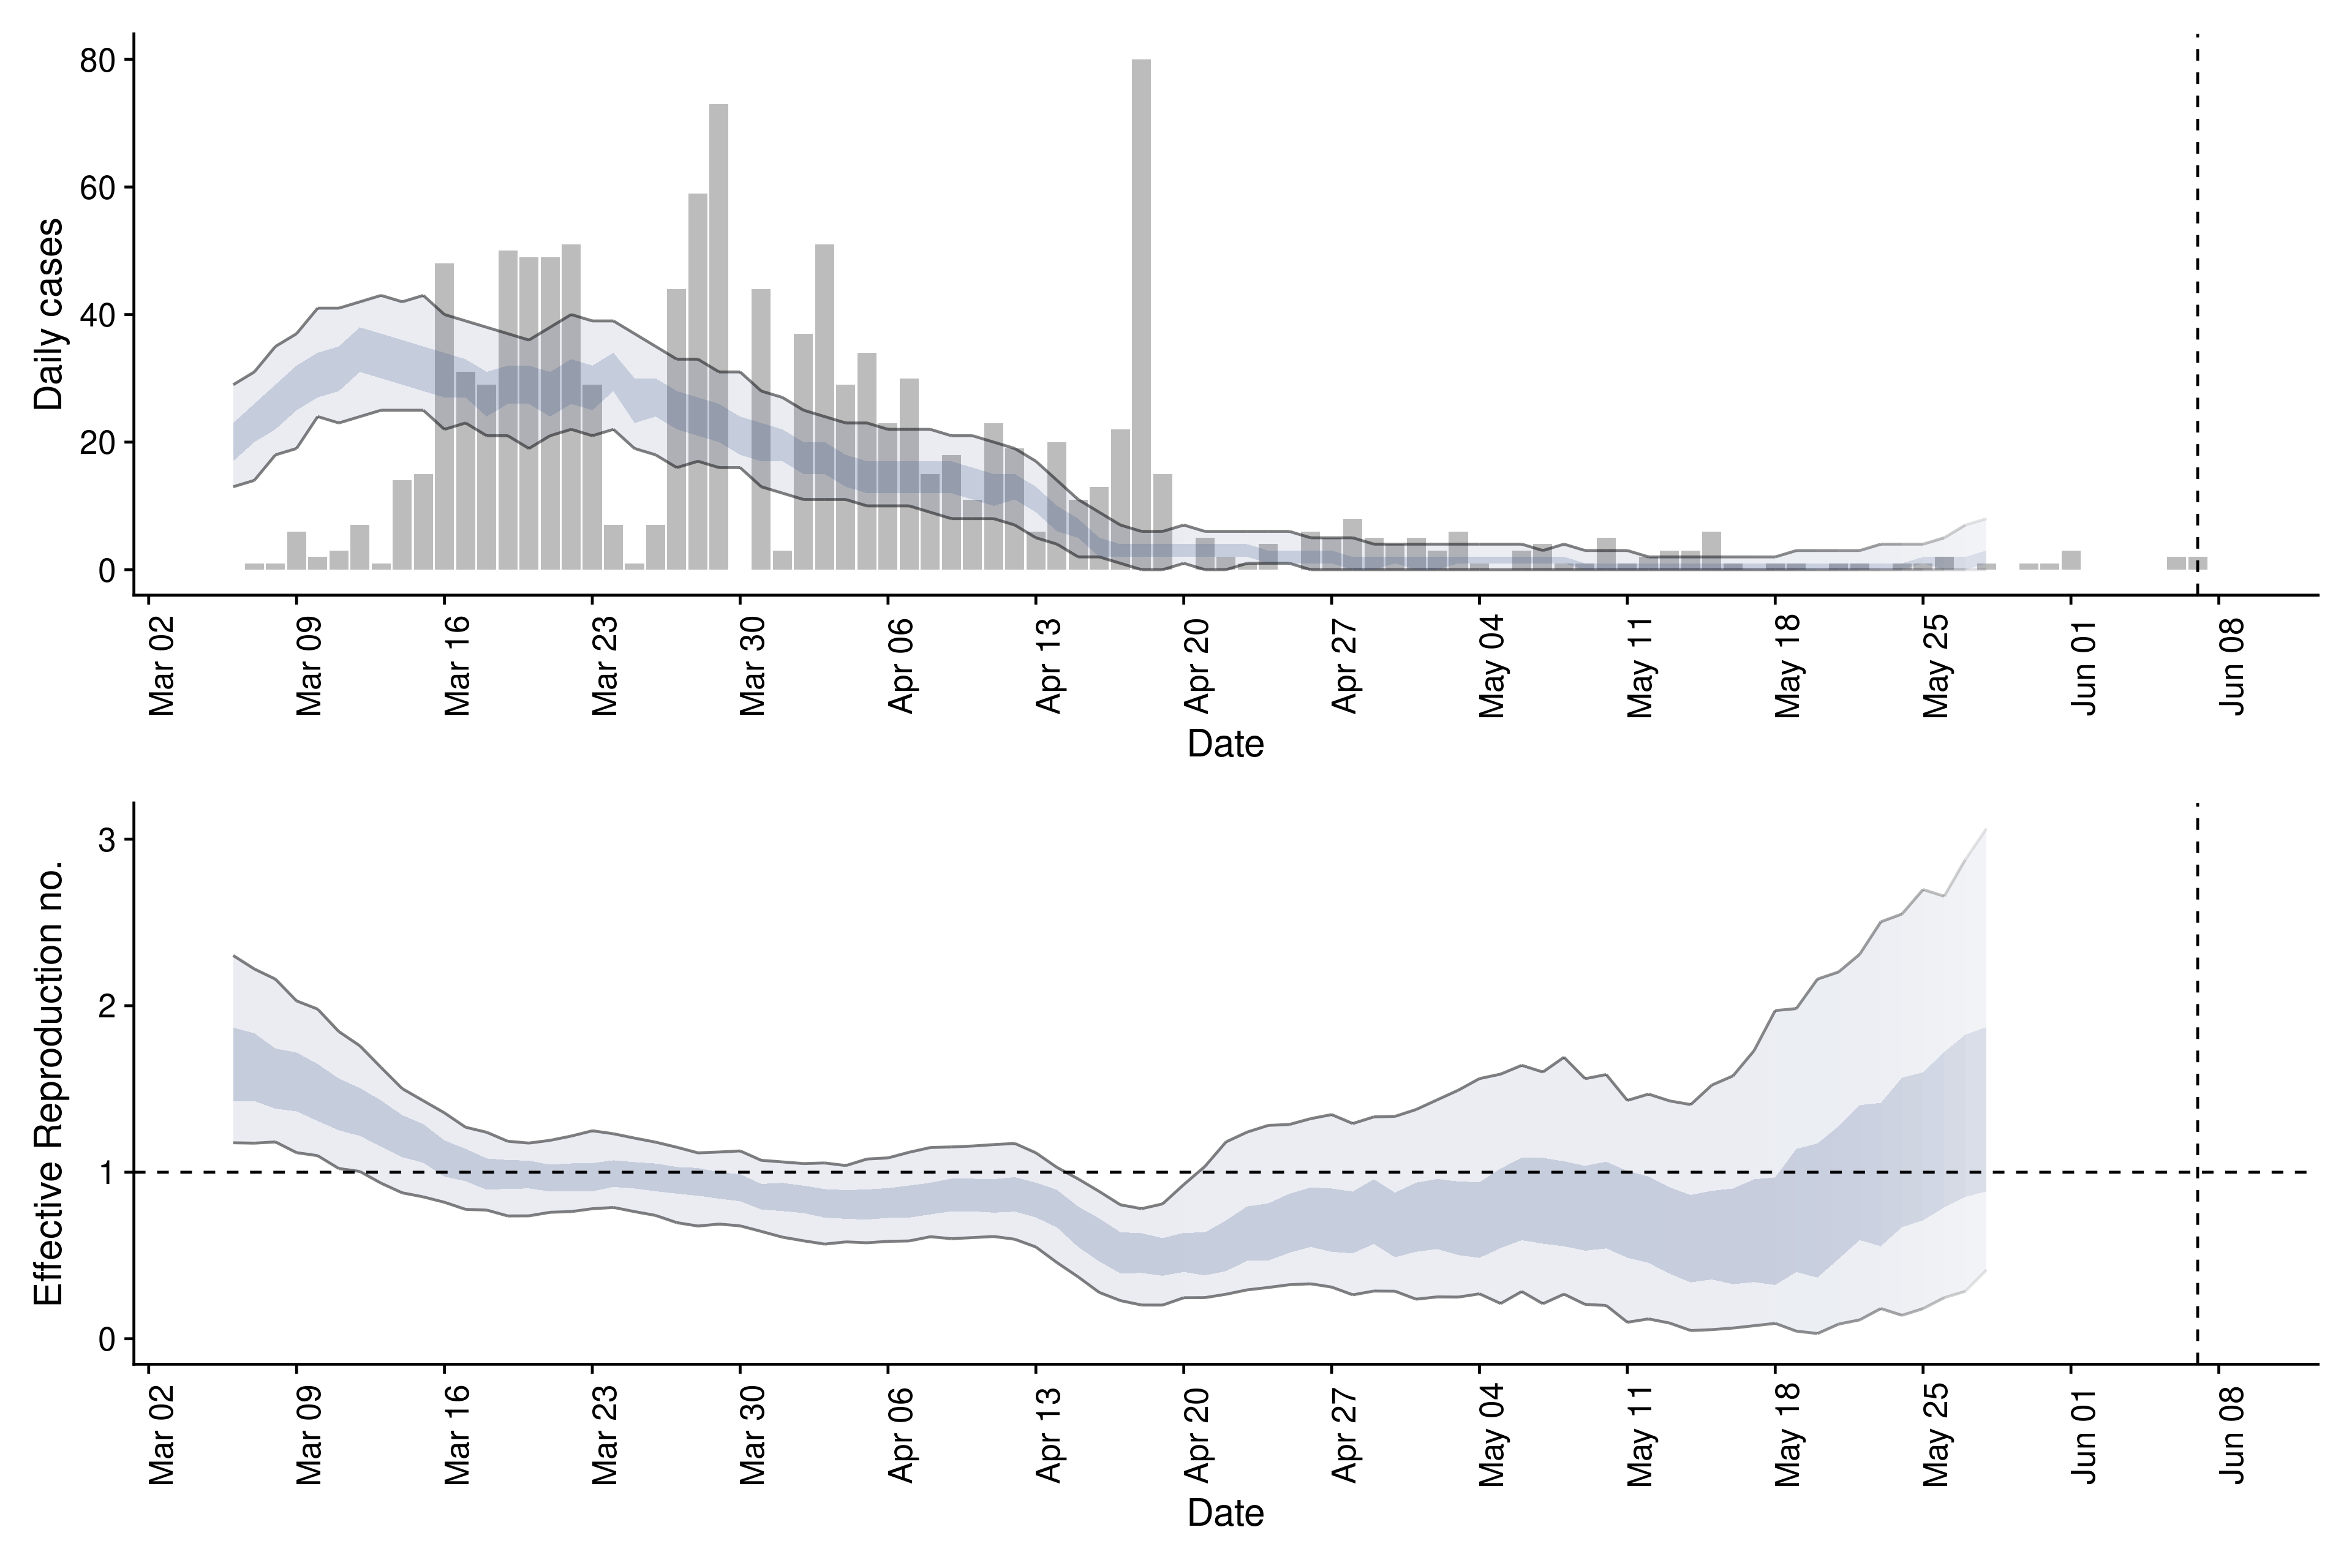 Daily cases
80
60
40
20
0
Mar 02
Mar 09
Mar 16
Mar 23
Mar 30
Apr 06
Apr 13
Apr 20
Apr 27
May 04
May 11
May 18
May 25
Jun 01
Jun 08
Date
Effective Reproduction no.
3
2
1
0
Mar 02
Mar 09
Mar 16
Mar 23
Mar 30
Apr 06
Apr 13
Apr 20
Apr 27
May 04
May 11
May 18
May 25
Jun 01
Jun 08
Date